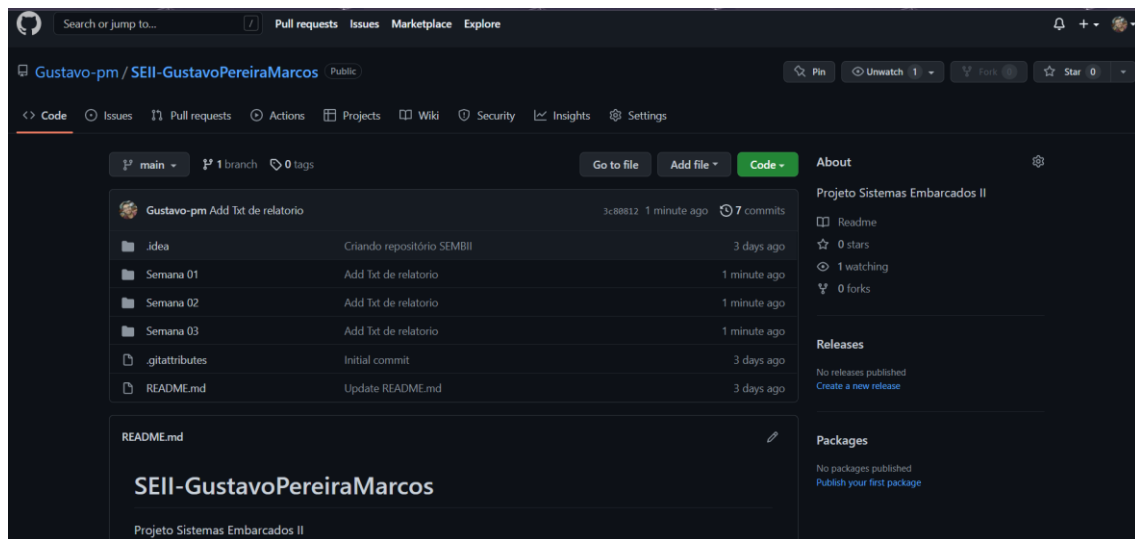 Search or jump to... / Pull requests Issues Marketplace Explore
Gustavo-pm / SEII-GustavoPereiraMarcos Public Pin Unwatch 1 Fork 0 Star 0
<> Code Issues Pull requests Actions Projects Wiki Security Insights Settings
main 1 branch 0 tags Go to file Add file Code
Gustavo-pm Add Txt de relatorio 3c80812 1 minute ago 7 commits
.idea Criando repositório SEMBII 3 days ago
Semana 01 Add Txt de relatorio 1 minute ago
Semana 02 Add Txt de relatorio 1 minute ago
Semana 03 Add Txt de relatorio 1 minute ago
.gitattributes Initial commit 3 days ago
README.md Update README.md 3 days ago
README.md
SEII-GustavoPereiraMarcos
Projeto Sistemas Embarcados II
About
Projeto Sistemas Embarcados II
Readme
0 stars
1 watching
0 forks
Releases
No releases published
Create a new release
Packages
No packages published
Publish your first package